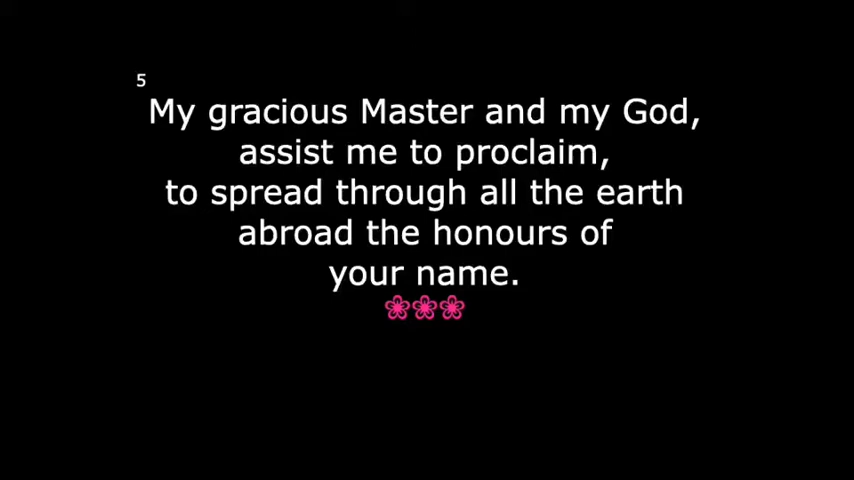 5
My gracious Master and my God,
assist me to proclaim,
to spread through all the earth
abroad the honours of
your name.
❀❀❀